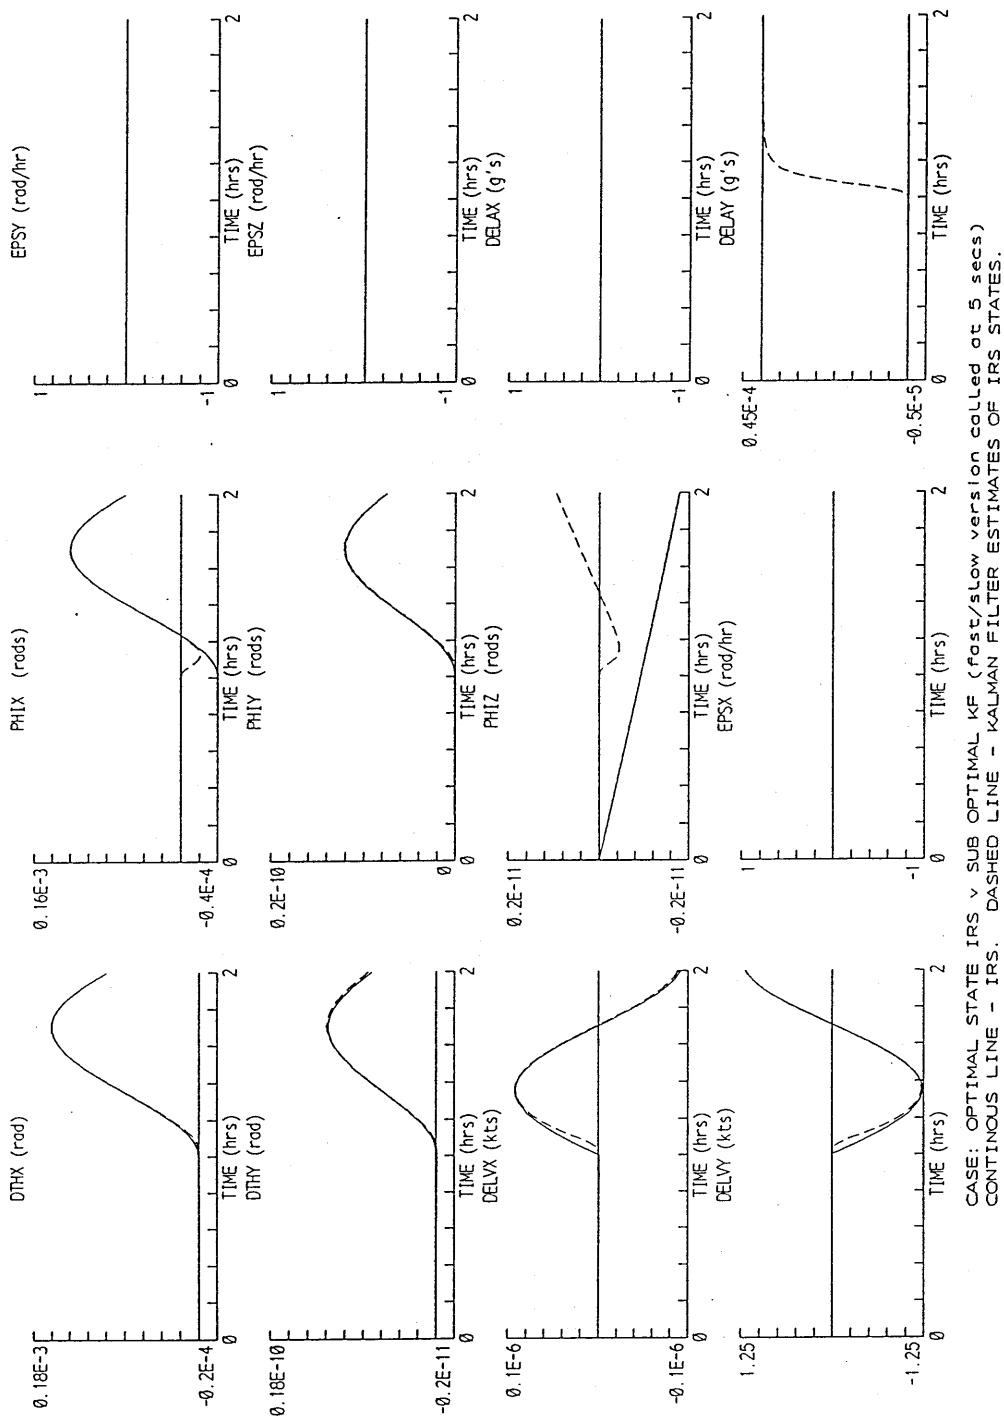 DTHX (rad)
0.18E-3
-0.2E-4
0
2
TIME (hrs)
DTHY (rad)
0.18E-10
-0.2E-11
2
TIME (hrs)
DELVX (kts)
0.1E-6
-0.1E-6
2
TIME (hrs)
DELVY (kts)
1.25
-1.25
0
2
TIME (hrs)
PHIX (rads)
0.16E-3
-0.4E-4
0
2
TIME (hrs)
PHIY (rads)
0.2E-10
0
2
TIME (hrs)
PHIZ (rads)
0.2E-11
-0.2E-11
0
2
TIME (hrs)
EPSX (rad/hr)
1
-1
0
2
TIME (hrs)
EPSY (rad/hr)
1
-1
0
2
TIME (hrs)
EPSZ (rad/hr)
1
-1
0
2
TIME (hrs)
DELAX (g's)
1
-1
0
2
TIME (hrs)
DELAY (g's)
0.45E-4
-0.5E-5
0
2
TIME (hrs)
CASE: OPTIMAL STATE IRS v SUB OPTIMAL KF (fast/slow version called at 5 secs)
CONTINOUS LINE - IRS. DASHED LINE - KALMAN FILTER ESTIMATES OF IRS STATES.